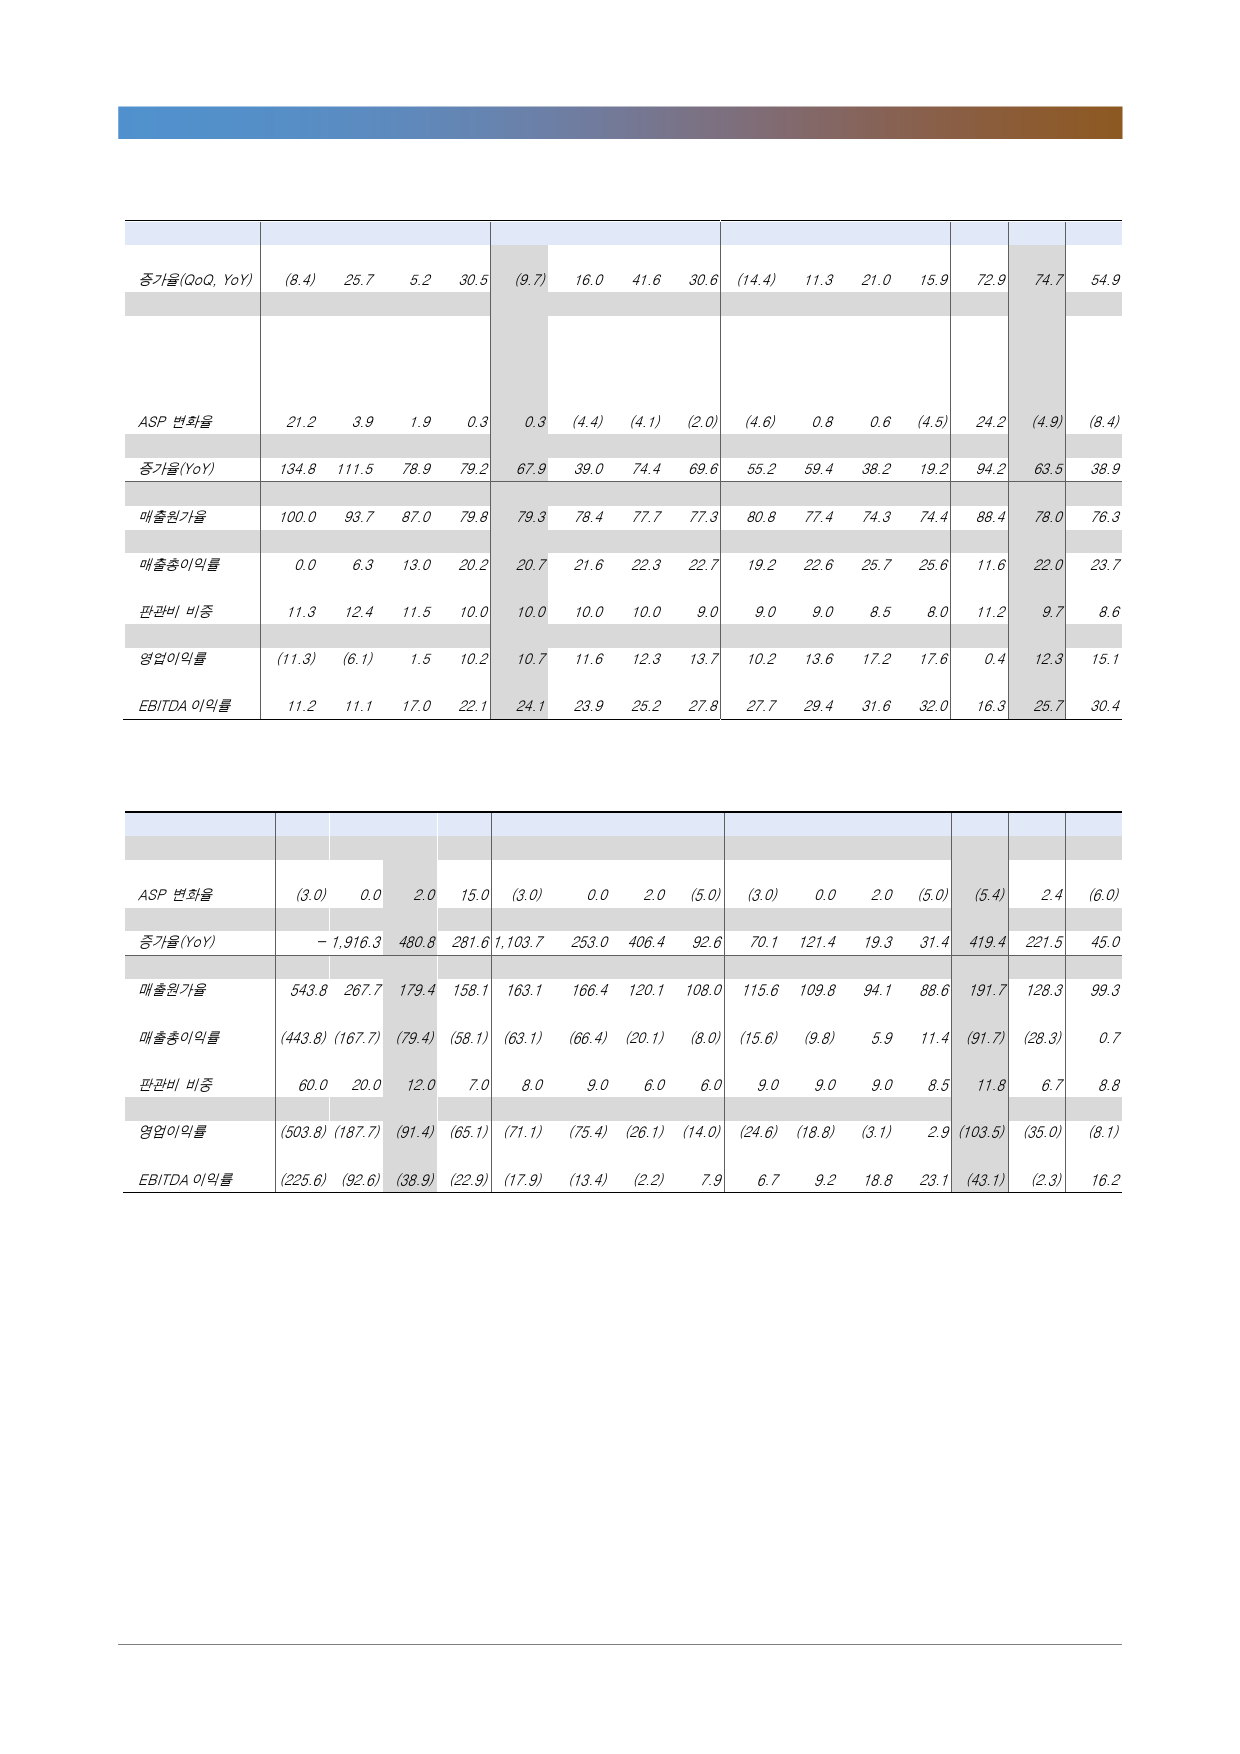 증가율(QoQ, YoY) (8.4) 25.7 5.2 30.5 (9.7) 16.0 41.6 30.6 (14.4) 11.3 21.0 15.9 72.9 74.7 54.9
ASP 변화율 21.2 3.9 1.9 0.3 0.3 (4.4) (4.1) (2.0) (4.6) 0.8 0.6 (4.5) 24.2 (4.9) (8.4)
증가율(YoY) 134.8 111.5 78.9 79.2 67.9 39.0 74.4 69.6 55.2 59.4 38.2 19.2 94.2 63.5 38.9
매출원가율 100.0 93.7 87.0 79.8 79.3 78.4 77.7 77.3 80.8 77.4 74.3 74.4 88.4 78.0 76.3
매출총이익률 0.0 6.3 13.0 20.2 20.7 21.6 22.3 22.7 19.2 22.6 25.7 25.6 11.6 22.0 23.7
판관비 비중 11.3 12.4 11.5 10.0 10.0 10.0 10.0 9.0 9.0 9.0 8.5 8.0 11.2 9.7 8.6
영업이익률 (11.3) (6.1) 1.5 10.2 10.7 11.6 12.3 13.7 10.2 13.6 17.2 17.6 0.4 12.3 15.1
EBITDA 이익률 11.2 11.1 17.0 22.1 24.1 23.9 25.2 27.8 27.7 29.4 31.6 32.0 16.3 25.7 30.4
ASP 변화율 (3.0) 0.0 2.0 15.0 (3.0) 0.0 2.0 (5.0) (3.0) 0.0 2.0 (5.0) (5.4) 2.4 (6.0)
증가율(YoY) – 1,916.3 480.8 281.6 1,103.7 253.0 406.4 92.6 70.1 121.4 19.3 31.4 419.4 221.5 45.0
매출원가율 543.8 267.7 179.4 158.1 163.1 166.4 120.1 108.0 115.6 109.8 94.1 88.6 191.7 128.3 99.3
매출총이익률 (443.8) (167.7) (79.4) (58.1) (63.1) (66.4) (20.1) (8.0) (15.6) (9.8) 5.9 11.4 (91.7) (28.3) 0.7
판관비 비중 60.0 20.0 12.0 7.0 8.0 9.0 6.0 6.0 9.0 9.0 9.0 8.5 11.8 6.7 8.8
영업이익률 (503.8) (187.7) (91.4) (65.1) (71.1) (75.4) (26.1) (14.0) (24.6) (18.8) (3.1) 2.9 (103.5) (35.0) (8.1)
EBITDA 이익률 (225.6) (92.6) (38.9) (22.9) (17.9) (13.4) (2.2) 7.9 6.7 9.2 18.8 23.1 (43.1) (2.3) 16.2